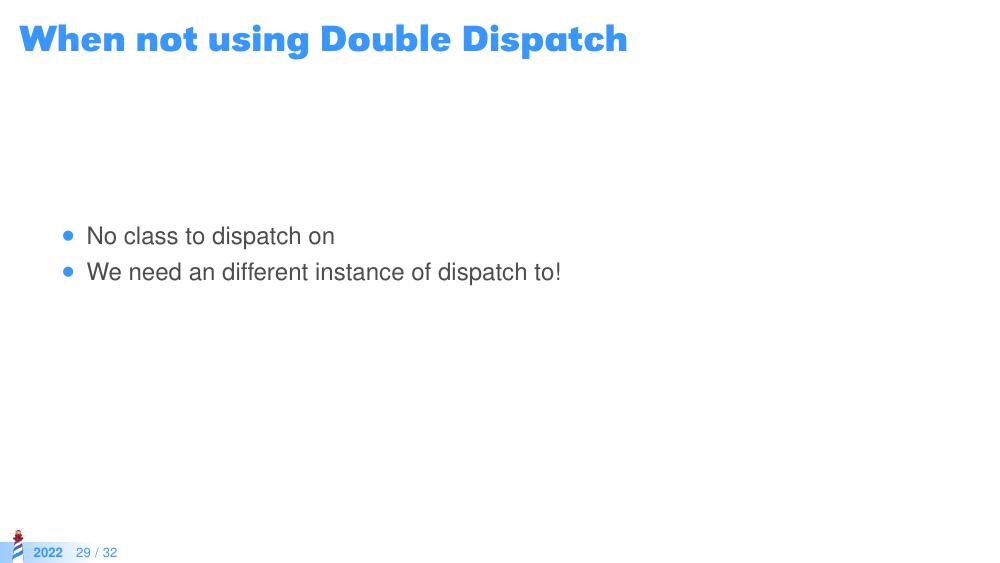 When not using Double Dispatch
No class to dispatch on
We need an different instance of dispatch to!
2022 29 / 32